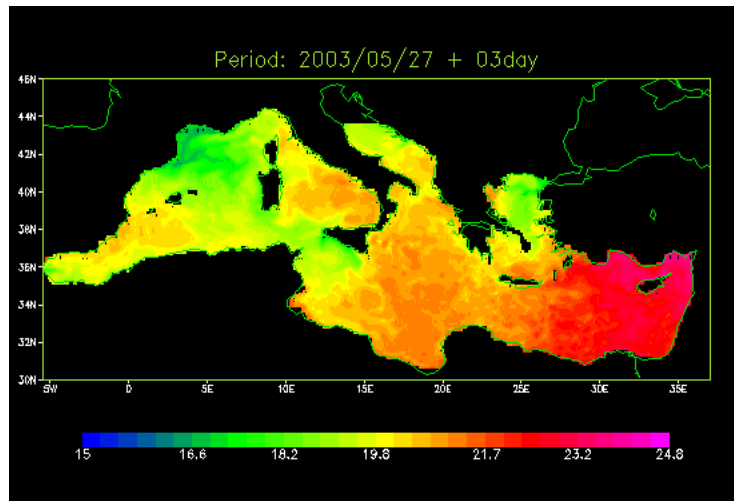 Period: 2003/05/27 + 03day
46N
44N
42N
40N
38N
36N
34N
32N
30N
5W 0 5E 10E 15E 20E 25E 30E 35E
15 16.6 18.2 19.8 21.7 23.2 24.8